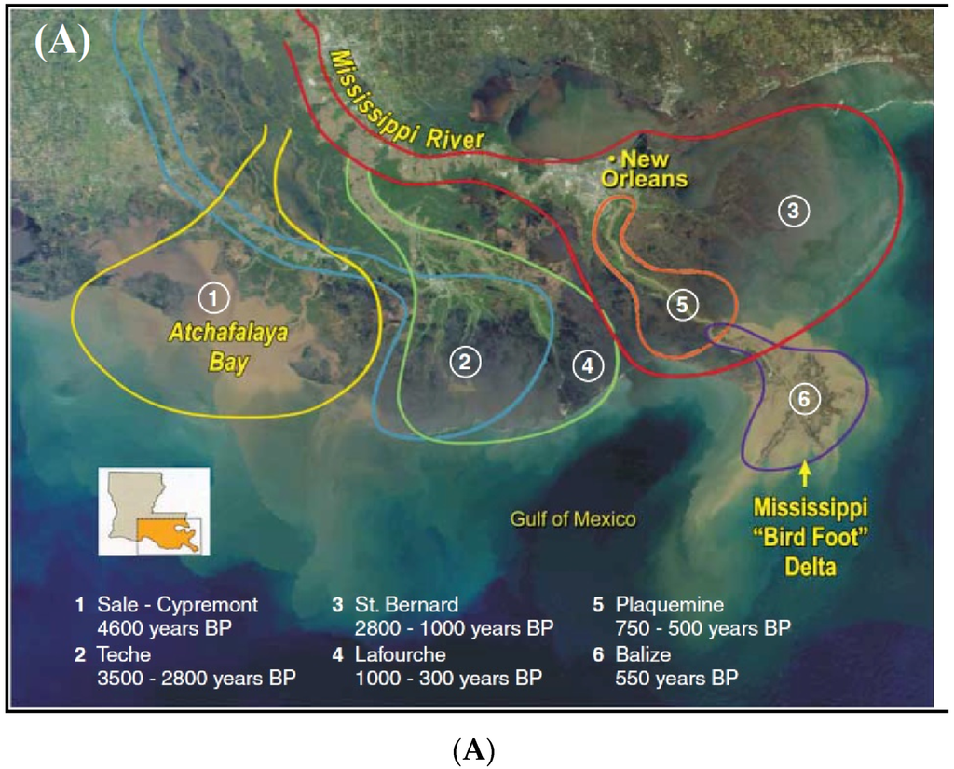 (A)
Mississippi River
New
Orleans
3
1
5
Atchafalaya
Bay
2
4
6
Mississippi
"Bird Foot"
Delta
Gulf of Mexico
1 Sale - Cypremont
4600 years BP
2 Teche
3500 - 2800 years BP
3 St. Bernard
2800 - 1000 years BP
4 Lafourche
1000 - 300 years BP
5 Plaquemine
750 - 500 years BP
6 Balize
550 years BP
(A)